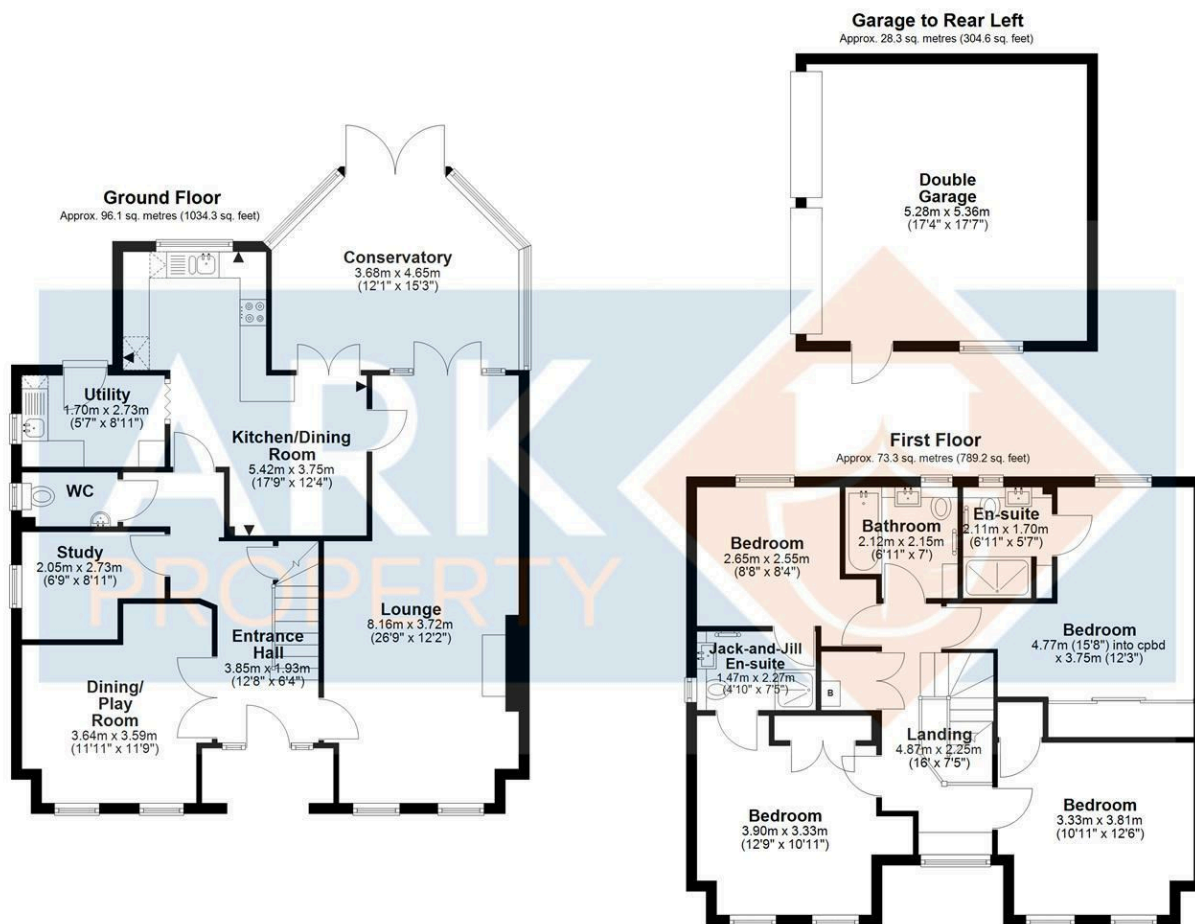 Garage to Rear Left
Approx. 28.3 sq. metres (304.6 sq. feet)
Double
Garage
5.28m x 5.36m
(17'4" x 17'7")
Ground Floor
Approx. 96.1 sq. metres (1034.3 sq. feet)
Conservatory
3.68m x 4.65m
(12'1" x 15'3")
Utility
1.70m x 2.73m
(5'7" x 8'11")
Kitchen/Dining
Room
5.42m x 3.75m
(17'9" x 12'4")
WC
Study
2.05m x 2.73m
(6'9" x 8'11")
Lounge
8.16m x 3.72m
(26'9" x 12'2")
Entrance
Hall
3.85m x 1.93m
(12'8" x 6'4")
Dining/
Play
Room
3.64m x 3.59m
(11'11" x 11'9")
First Floor
Approx. 73.3 sq. metres (789.2 sq. feet)
Bedroom
2.65m x 2.55m
(8'8" x 8'4")
Bathroom
2.12m x 2.15m
(6'11" x 7')
En-suite
2.11m x 1.70m
(6'11" x 5'7")
Bedroom
4.77m (15'8") into cpbd
x 3.75m (12'3")
Jack-and-Jill
En-suite
1.47m x 2.27m
(4'10" x 7'5")
B
Landing
4.87m x 2.25m
(16' x 7'5")
Bedroom
3.90m x 3.33m
(12'9" x 10'11")
Bedroom
3.33m x 3.81m
(10'11" x 12'6")
ARK
PROPERTY